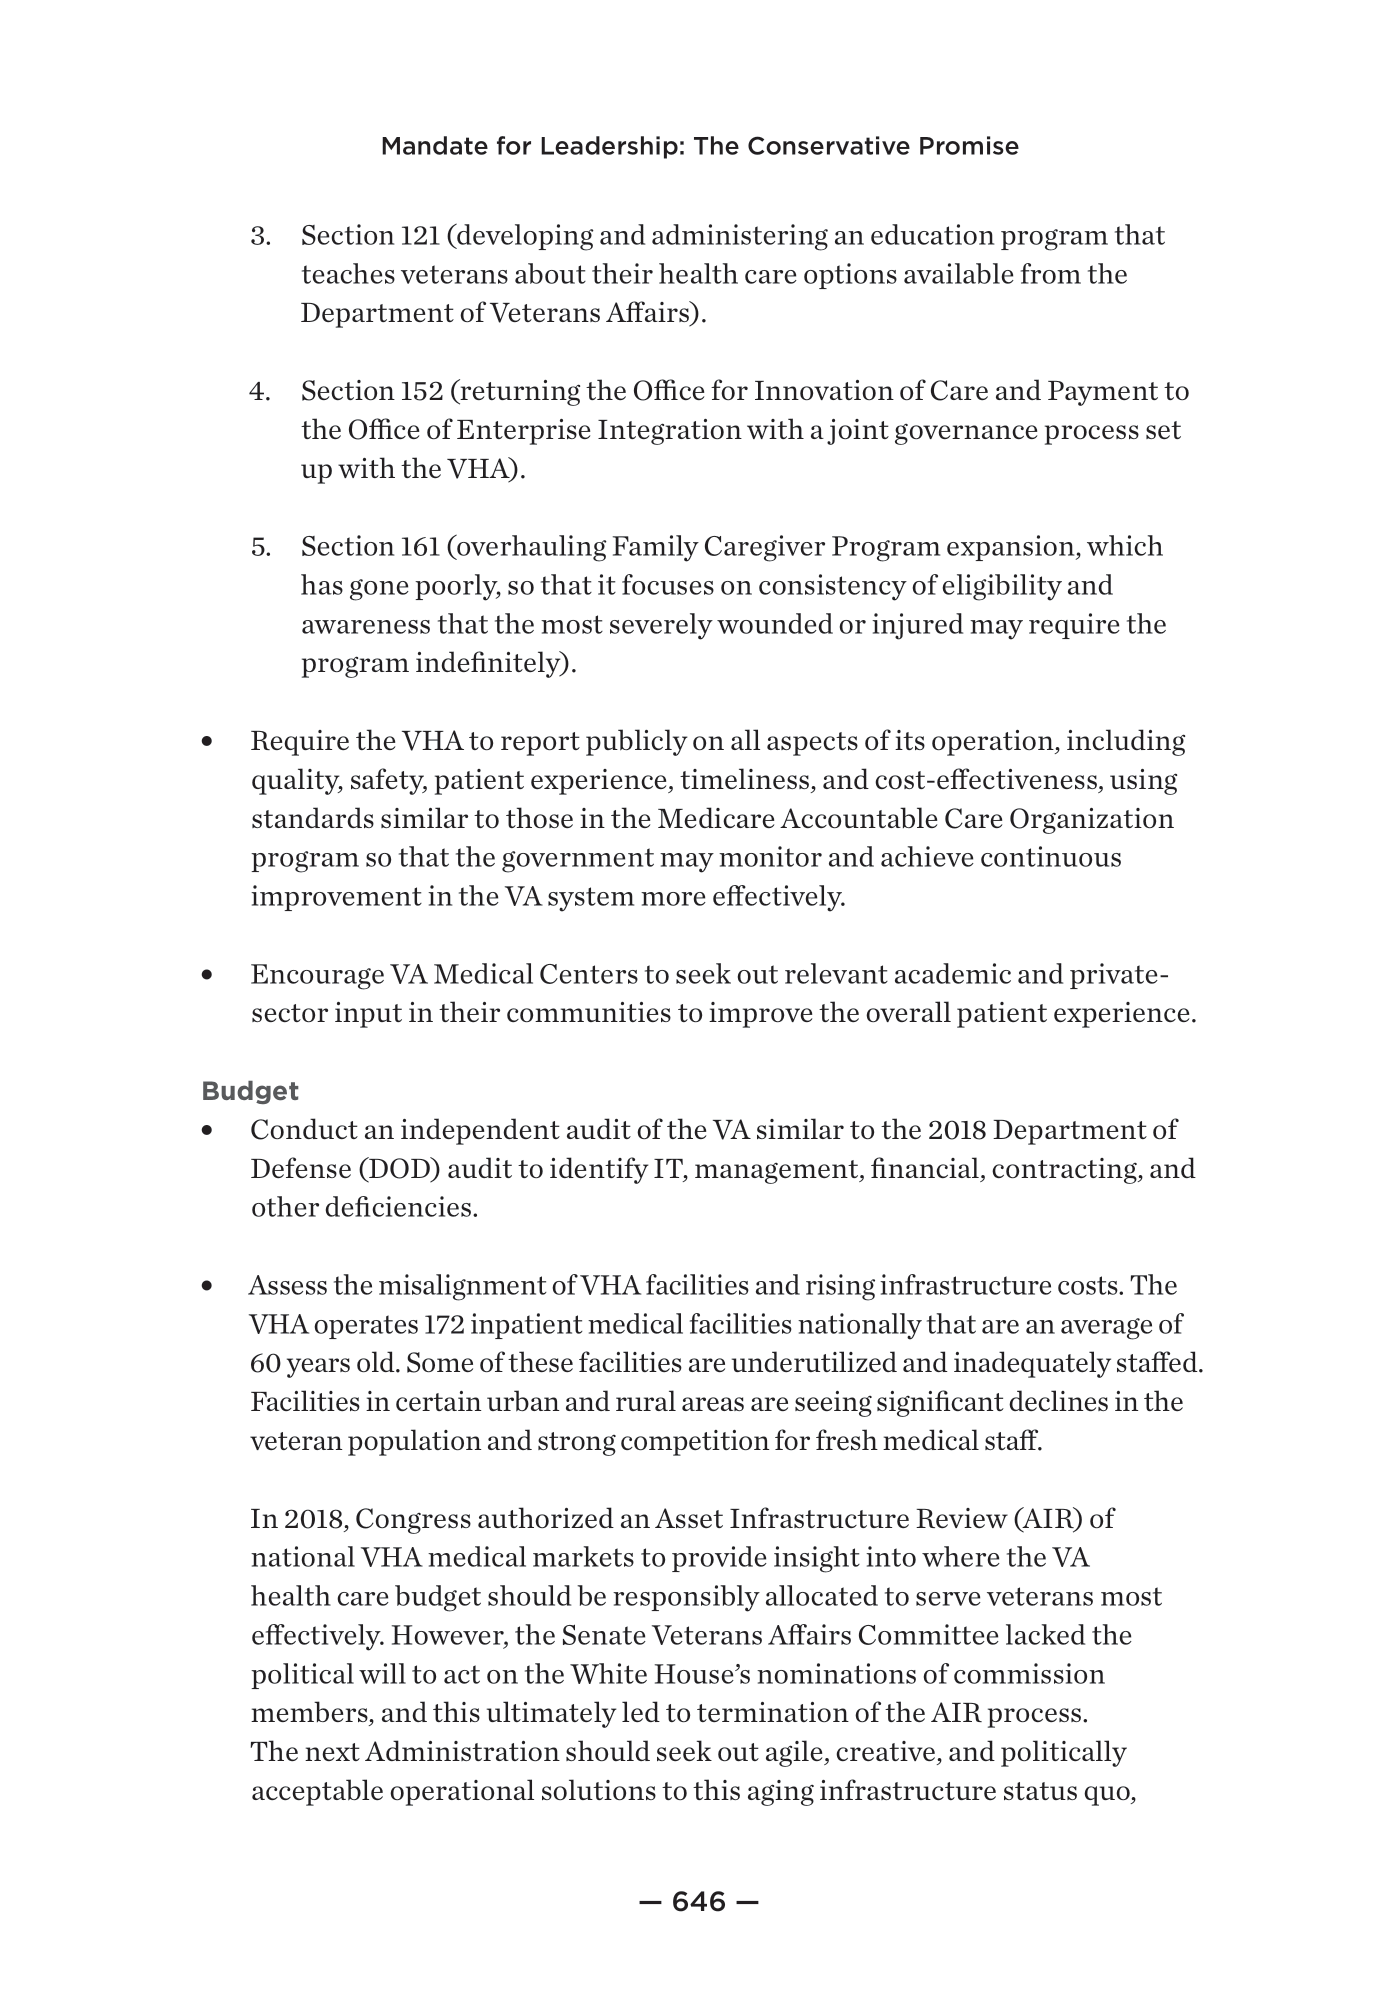 Mandate for Leadership: The Conservative Promise
3. Section 121 (developing and administering an education program that
teaches veterans about their health care options available from the
Department of Veterans Affairs).
4. Section 152 (returning the Office for Innovation of Care and Payment to
the Office of Enterprise Integration with a joint governance process set
up with the VHA).
5. Section 161 (overhauling Family Caregiver Program expansion, which
has gone poorly, so that it focuses on consistency of eligibility and
awareness that the most severely wounded or injured may require the
program indefinitely).
• Require the VHA to report publicly on all aspects of its operation, including
quality, safety, patient experience, timeliness, and cost-effectiveness, using
standards similar to those in the Medicare Accountable Care Organization
program so that the government may monitor and achieve continuous
improvement in the VA system more effectively.
• Encourage VA Medical Centers to seek out relevant academic and private-
sector input in their communities to improve the overall patient experience.
Budget
• Conduct an independent audit of the VA similar to the 2018 Department of
Defense (DOD) audit to identify IT, management, financial, contracting, and
other deficiencies.
• Assess the misalignment of VHA facilities and rising infrastructure costs. The
VHA operates 172 inpatient medical facilities nationally that are an average of
60 years old. Some of these facilities are underutilized and inadequately staffed.
Facilities in certain urban and rural areas are seeing significant declines in the
veteran population and strong competition for fresh medical staff.
In 2018, Congress authorized an Asset Infrastructure Review (AIR) of
national VHA medical markets to provide insight into where the VA
health care budget should be responsibly allocated to serve veterans most
effectively. However, the Senate Veterans Affairs Committee lacked the
political will to act on the White House’s nominations of commission
members, and this ultimately led to termination of the AIR process.
The next Administration should seek out agile, creative, and politically
acceptable operational solutions to this aging infrastructure status quo,
— 646 —